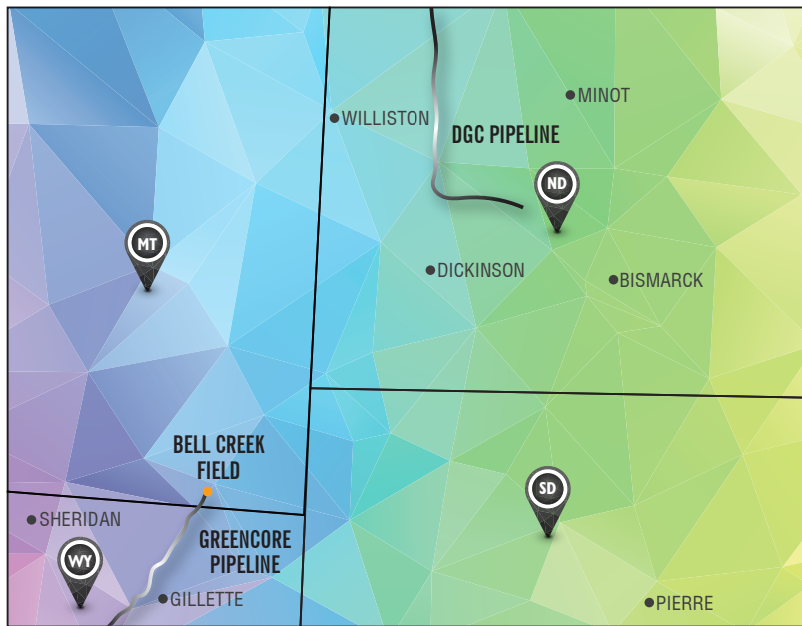 MINOT
WILLISTON
DGC PIPELINE
ND
MT
DICKINSON
BISMARCK
BELL CREEK
FIELD
SD
SHERIDAN
GREENCORE
PIPELINE
WY
GILLETTE
PIERRE